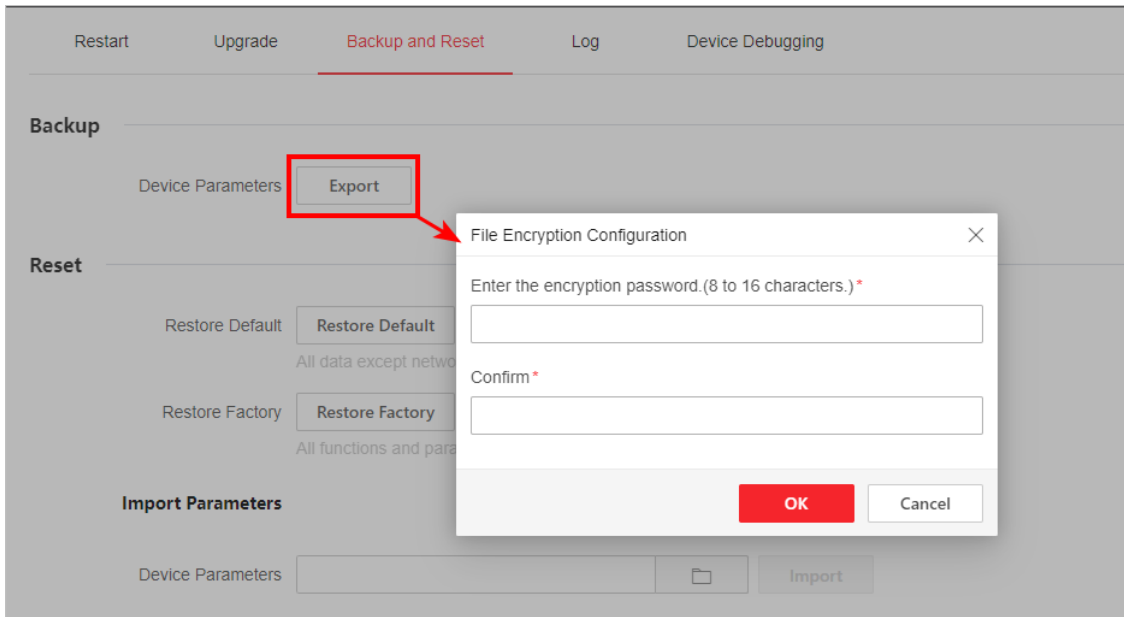 Restart Upgrade Backup and Reset Log Device Debugging
Backup
Device Parameters Export
File Encryption Configuration
Enter the encryption password.(8 to 16 characters.)*
Reset
Restore Default Restore Default
All data except netwo
Confirm*
Restore Factory Restore Factory
All functions and para
OK Cancel
Import Parameters
Device Parameters Import